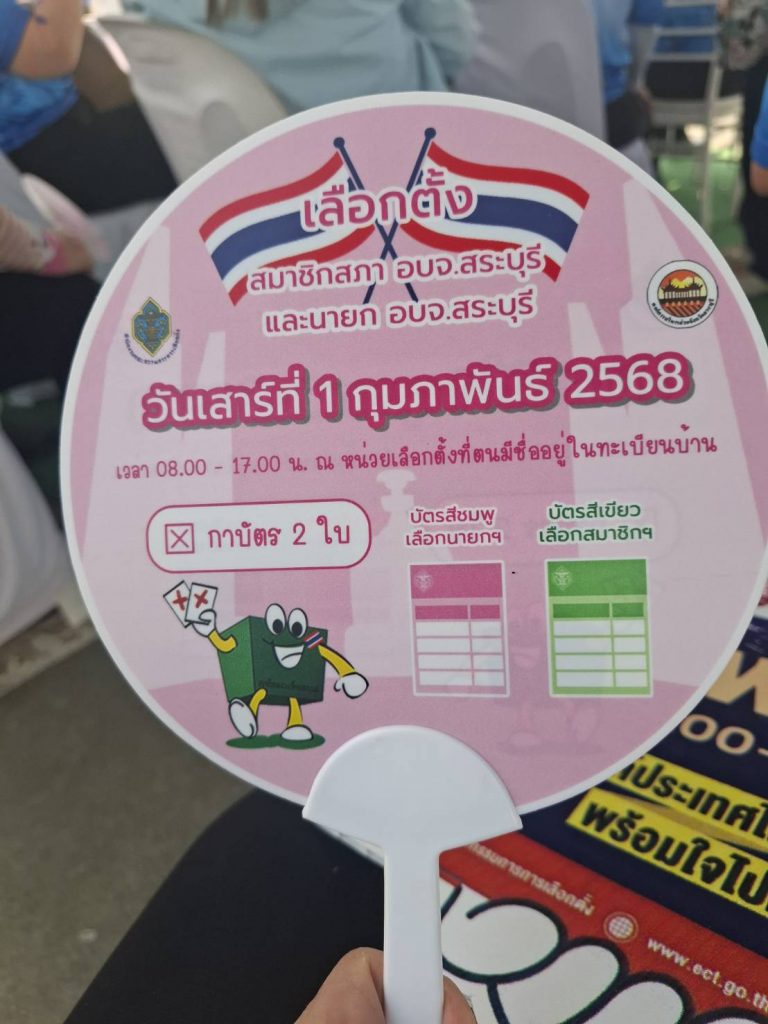 เลือกตั้ง
สมาชิกสภา อบจ.สระบุรี
และนายก อบจ.สระบุรี
วันเสาร์ที่ 1 กุมภาพันธ์ 2568
เวลา 08.00 - 17.00 น. ณ หน่วยเลือกตั้งที่ตนมีชื่ออยู่ในทะเบียนบ้าน
กาบัตร 2 ใบ
บัตรสีชมพู
เลือกนายกฯ
บัตรสีเขียว
เลือกสมาชิกฯ
พร้อมใจไป
www.ect.go.th